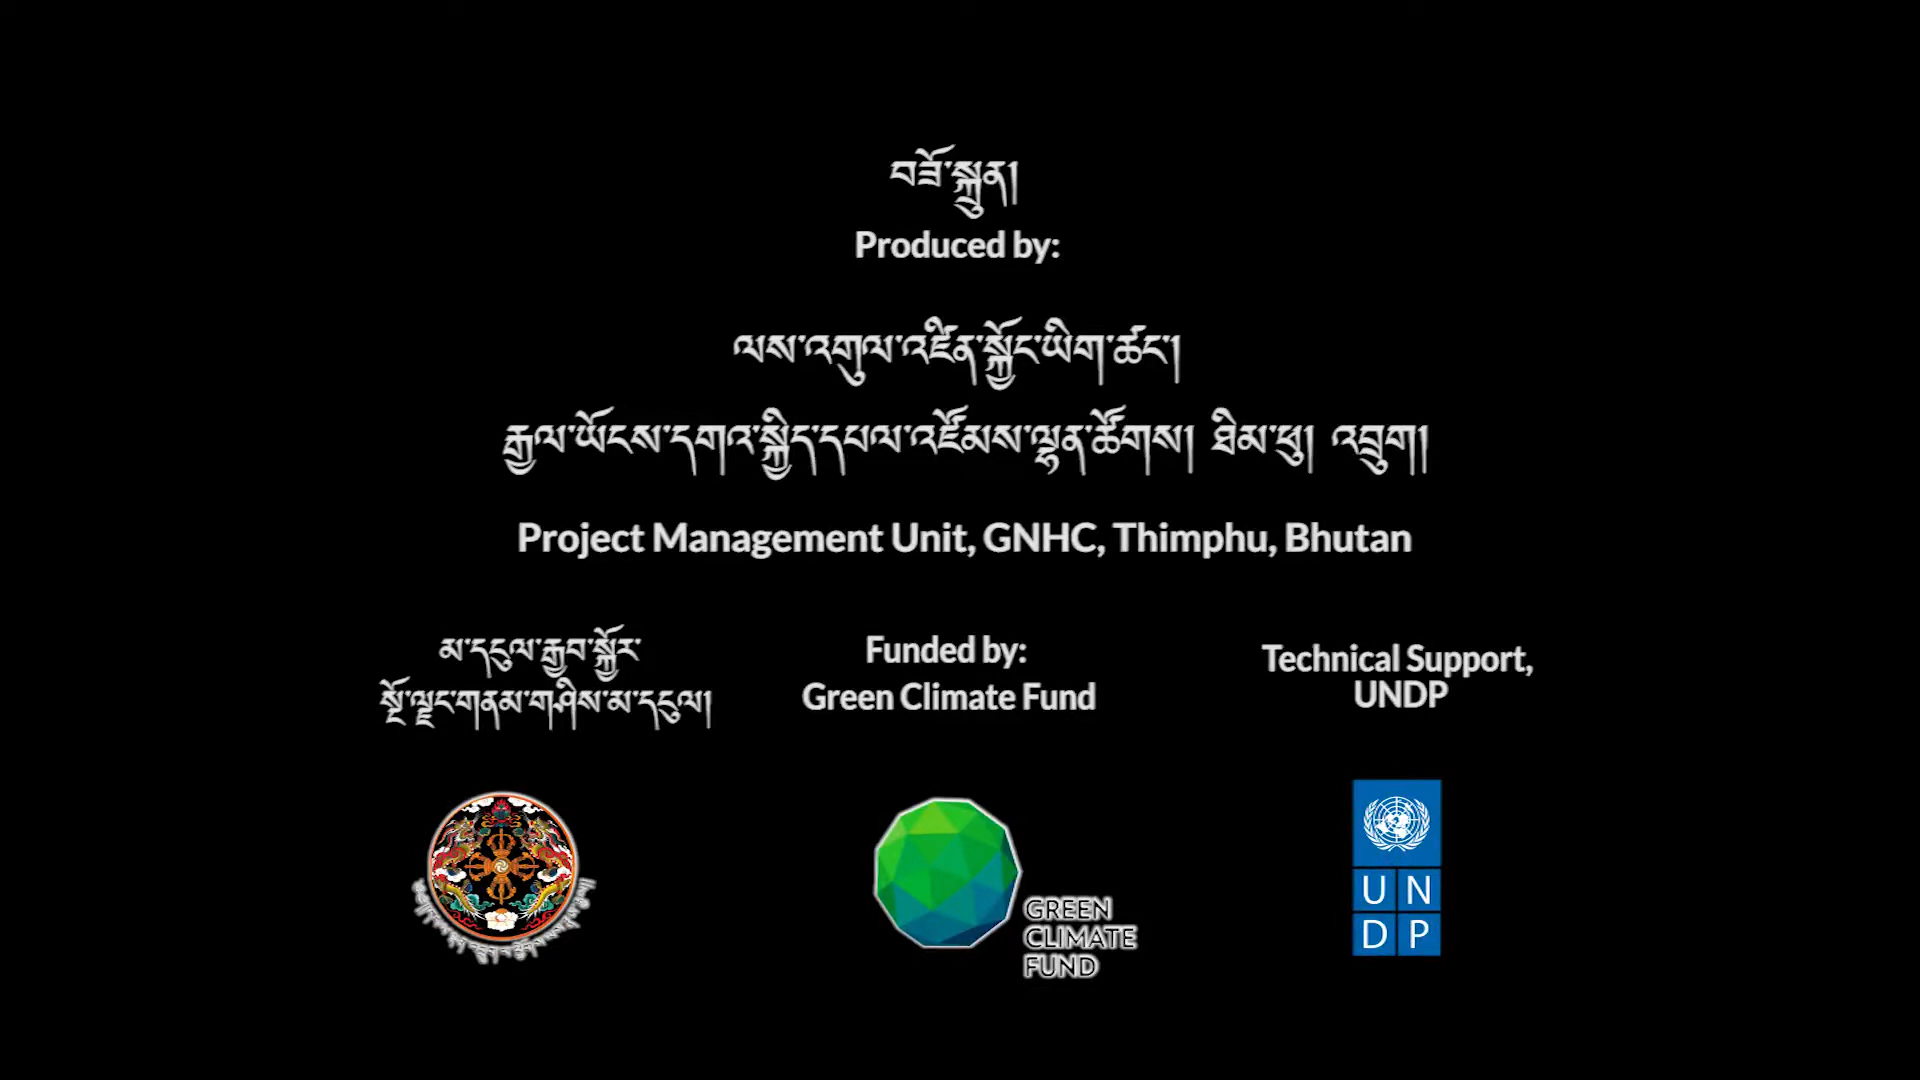 བཟོ་སྐྲུན།
Produced by:
ལས་འགུལ་འཛིན་སྐྱོང་ཡིག་ཚང་།
རྒྱལ་ཡོངས་དགའ་སྐྱིད་དཔལ་འཛོམས་ལྷན་ཚོགས། ཐིམ་ཕུ། འབྲུག།
Project Management Unit, GNHC, Thimphu, Bhutan
མ་དངུལ་རྒྱབ་སྐྱོར་
སྔོ་ལྗང་གནམ་གཤིས་མ་དངུལ།
Funded by:
Green Climate Fund
Technical Support,
UNDP
GREEN
CLIMATE
FUND
U N
D P